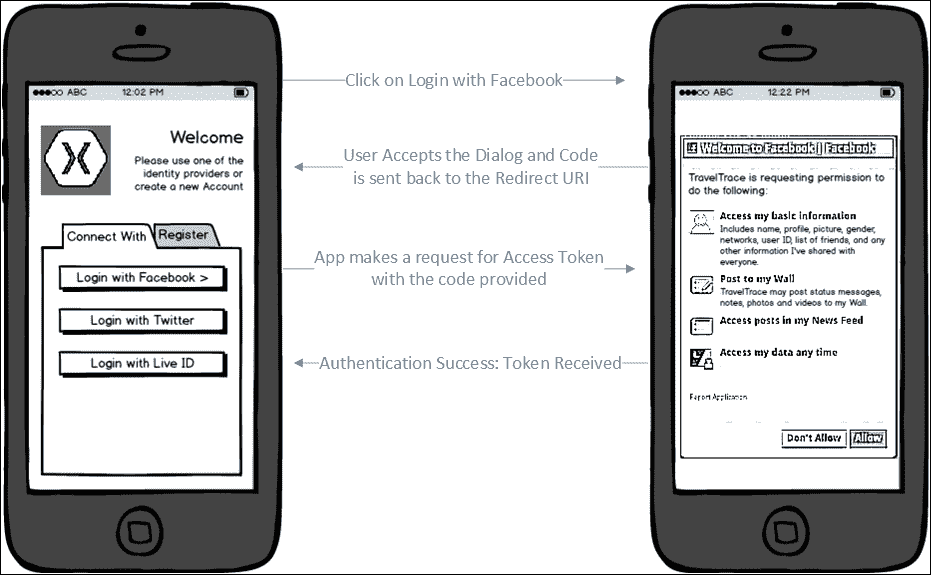 ABC 12:02 PM
Welcome
Please use one of the
identity providers or
create a new Account
Connect With
Register
Login with Facebook >
Login with Twitter
Login with Live ID
Click on Login with Facebook
User Accepts the Dialog and Code
is sent back to the Redirect URI
App makes a request for Access Token
with the code provided
Authentication Success: Token Received
ABC 12:22 PM
Welcome to Facebook | Facebook
TravelTrace is requesting permission to
do the following:
Access my basic information
Includes name, profile, picture, gender,
networks, user ID, list of friends, and any
other information I've shared with
everyone.
Post to my Wall
TravelTrace may post status messages,
notes, photos and videos to my Wall.
Access posts in my News Feed
Access my data any time
Report Application
Don't Allow
Allow